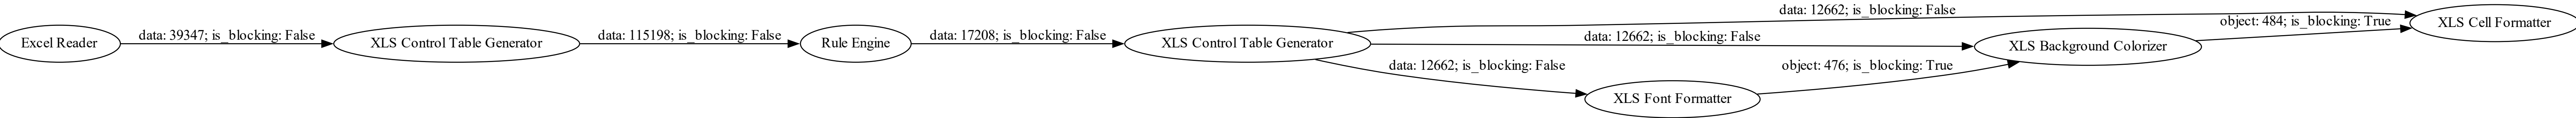 Excel Reader
data: 39347; is_blocking: False
XLS Control Table Generator
data: 115198; is_blocking: False
Rule Engine
data: 17208; is_blocking: False
XLS Control Table Generator
data: 12662; is_blocking: False
data: 12662; is_blocking: False
data: 12662; is_blocking: False
XLS Font Formatter
object: 476; is_blocking: True
XLS Background Colorizer
object: 484; is_blocking: True
XLS Cell Formatter